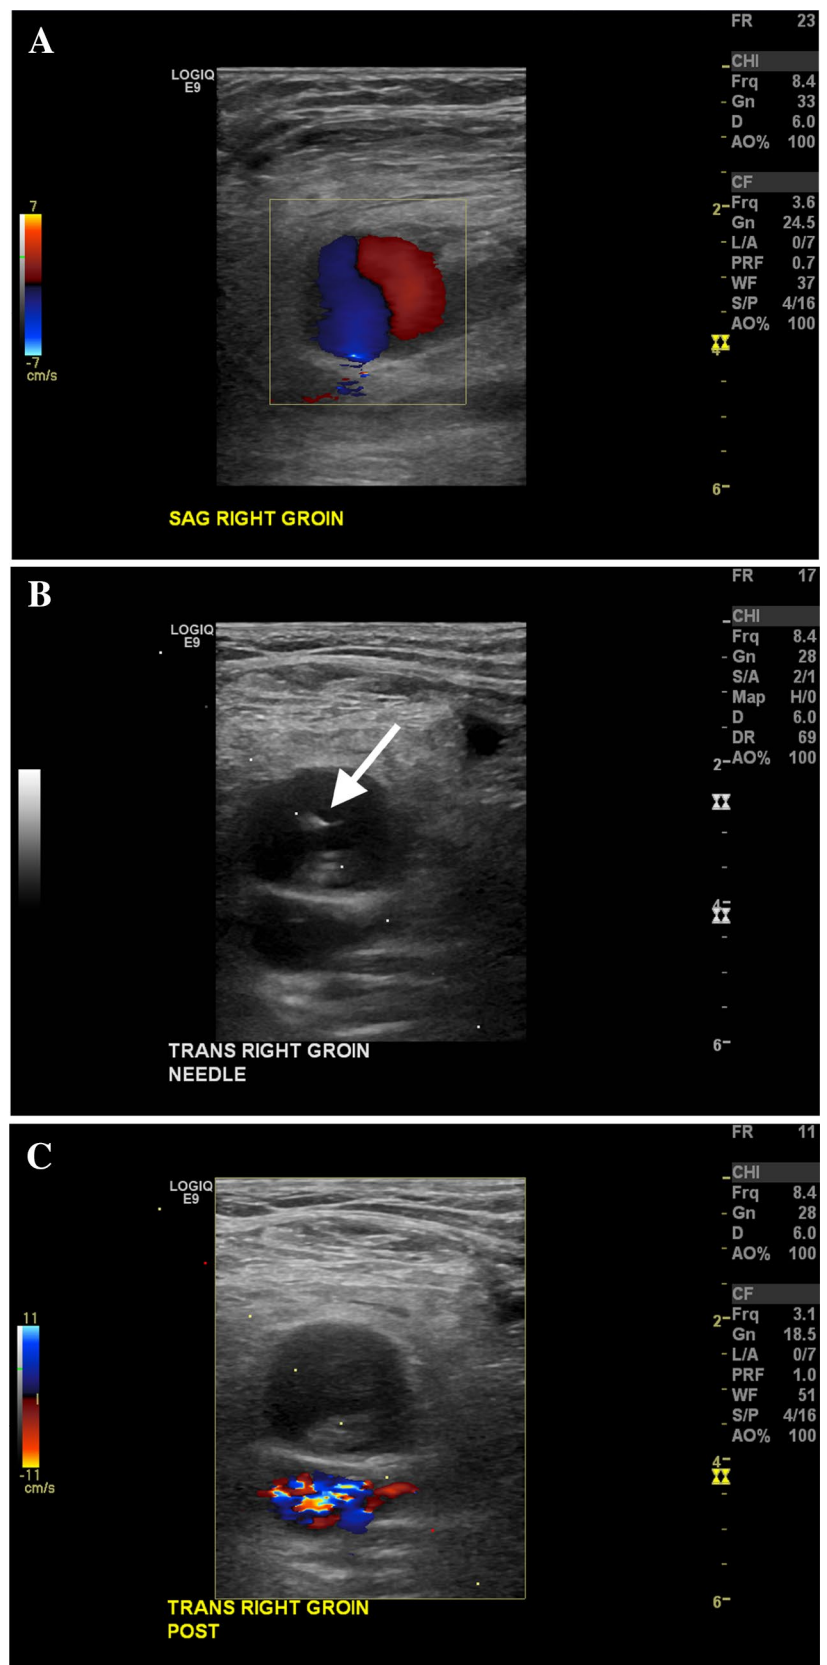 A
LOGIQ
E9
FR 23
CHI
Frq 8.4
Gn 33
D 6.0
AO% 100
CF
Frq 3.6
Gn 24.5
L/A 0/7
PRF 0.7
WF 37
S/P 4/16
AO% 100
2
4
6
7
-7
cm/s
SAG RIGHT GROIN
B
LOGIQ
E9
FR 17
CHI
Frq 8.4
Gn 28
S/A 2/1
Map H/0
D 6.0
DR 69
AO% 100
2
4
6
TRANS RIGHT GROIN
NEEDLE
C
LOGIQ
E9
FR 11
CHI
Frq 8.4
Gn 28
D 6.0
AO% 100
CF
Frq 3.1
Gn 18.5
L/A 0/7
PRF 1.0
WF 51
S/P 4/16
AO% 100
2
4
6
11
-11
cm/s
TRANS RIGHT GROIN
POST